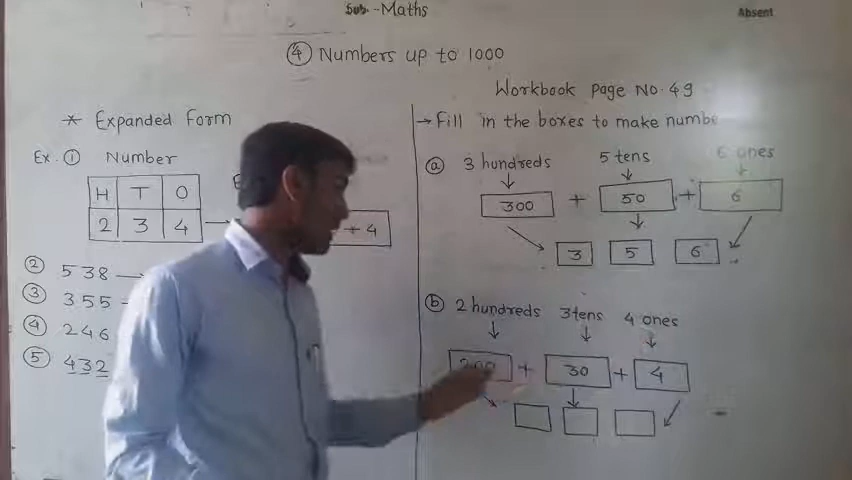 Sub.-Maths
Absent
④ Numbers up to 1000
Workbook page No. 49
* Expanded Form
→ Fill in the boxes to make numbe
Ex. ① Number
H T O
2 3 4 →
+ 4
② 538 —
③ 355
④ 246
⑤ 432
ⓐ 3 hundreds 5 tens 6 ones
300 + 50 + 6
3 5 6
ⓑ 2 hundreds 3 tens 4 ones
200 + 30 + 4